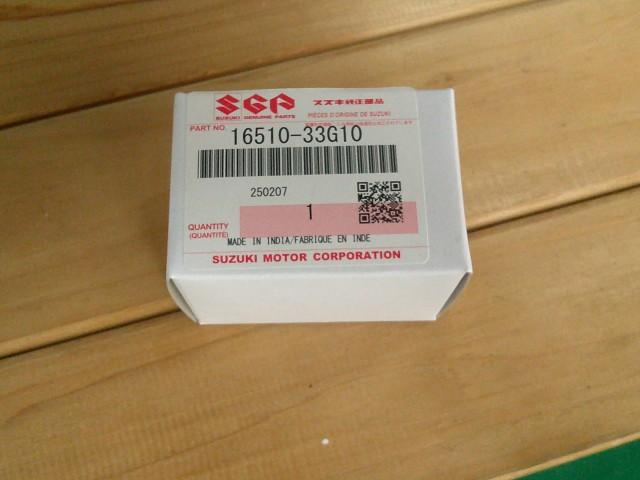 SGP
SUZUKI GENUINE PARTS
スズキ純正部品
PIÈCES D'ORIGINE DE SUZUKI
PART NO.
16510-33G10
250207
QUANTITY
(QUANTITÉ)
1
MADE IN INDIA/FABRIQUE EN INDE
SUZUKI MOTOR CORPORATION